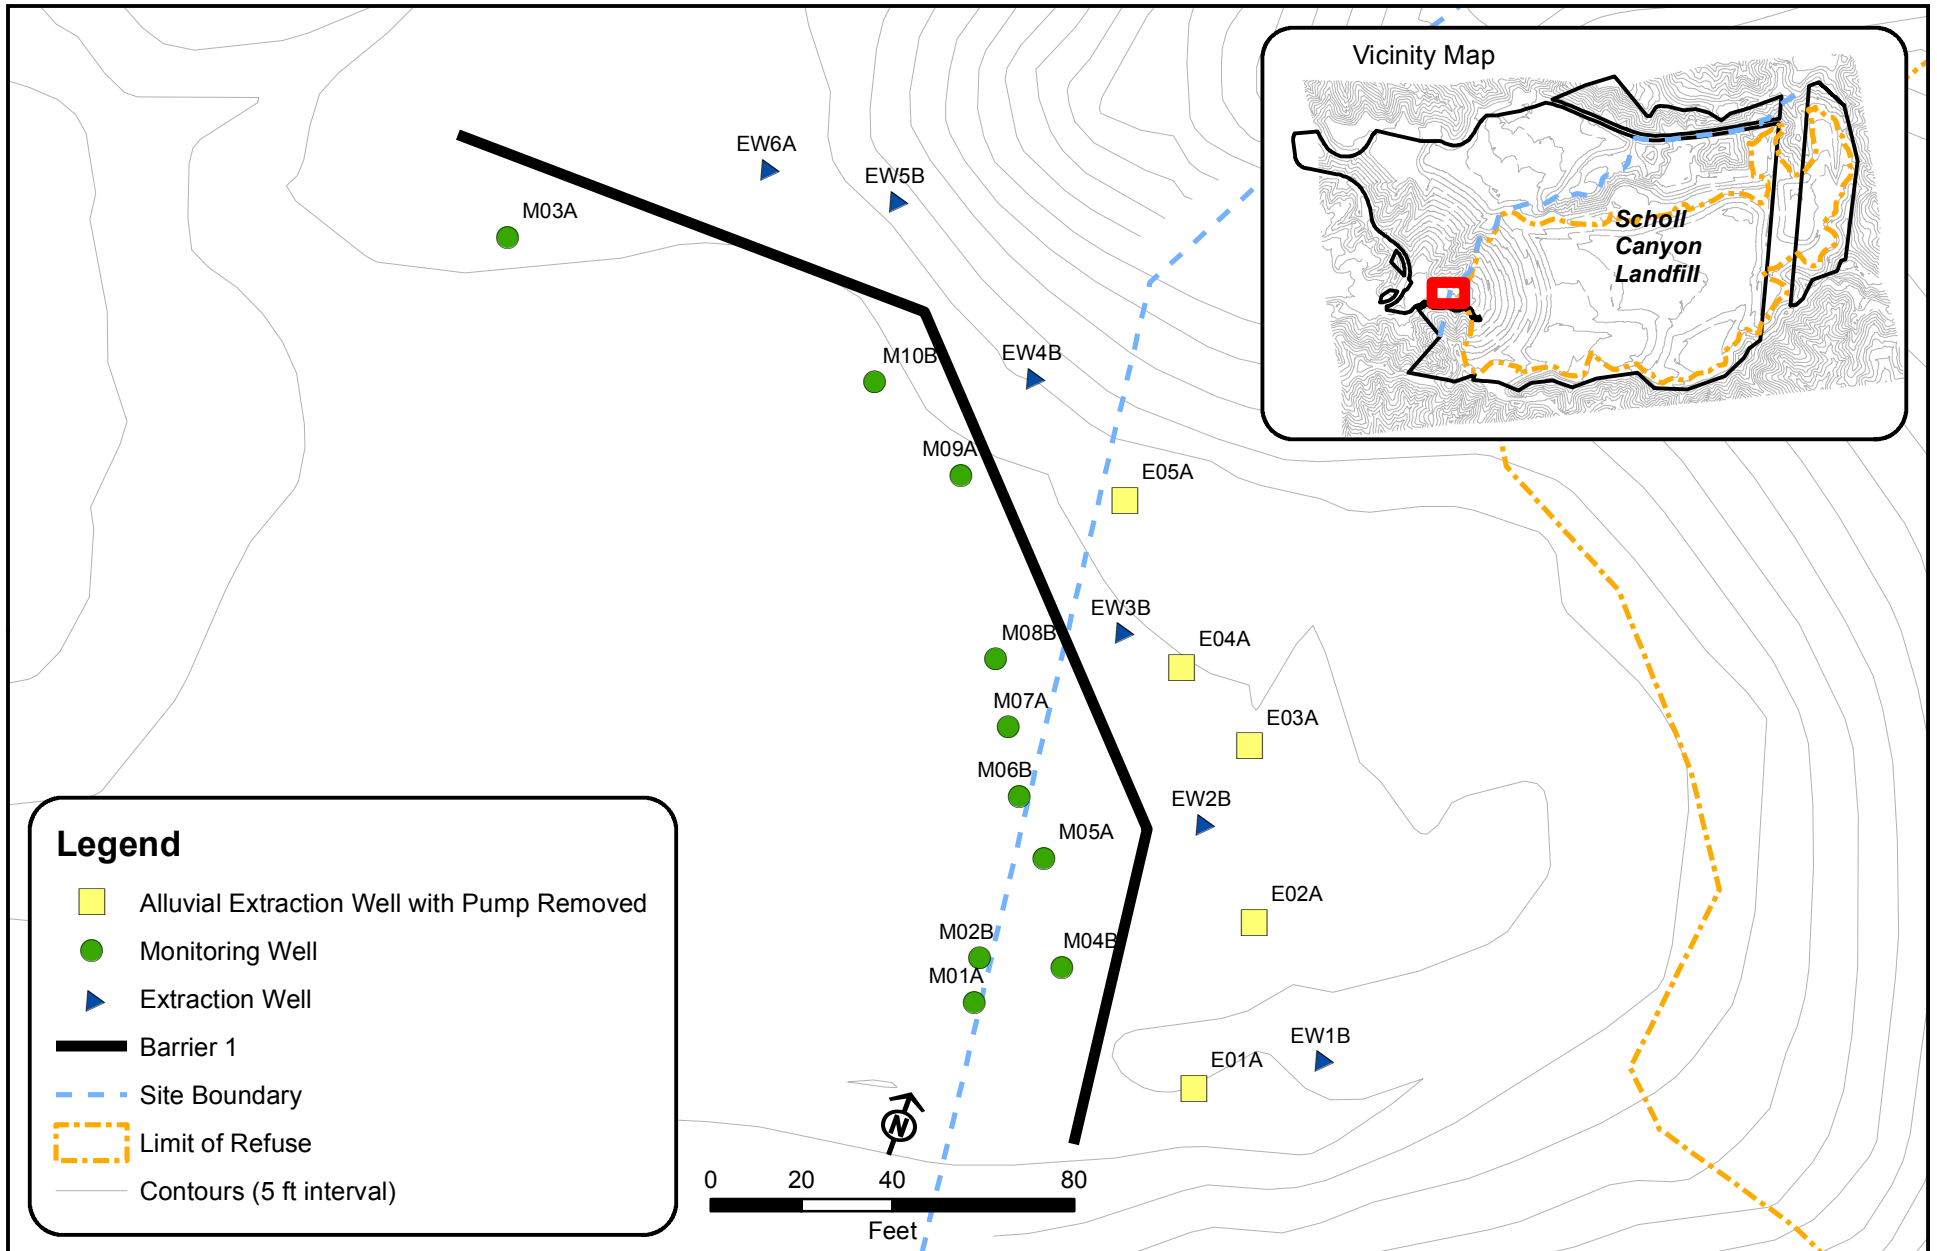 Vicinity Map
Scholl
Canyon
Landfill
EW6A
EW5B
M03A
M10B
EW4B
M09A
E05A
EW3B
M08B
E04A
M07A
E03A
M06B
EW2B
M05A
E02A
M02B
M04B
M01A
EW1B
E01A
N
0 20 40 80
Feet
Legend
Alluvial Extraction Well with Pump Removed
Monitoring Well
Extraction Well
Barrier 1
Site Boundary
Limit of Refuse
Contours (5 ft interval)